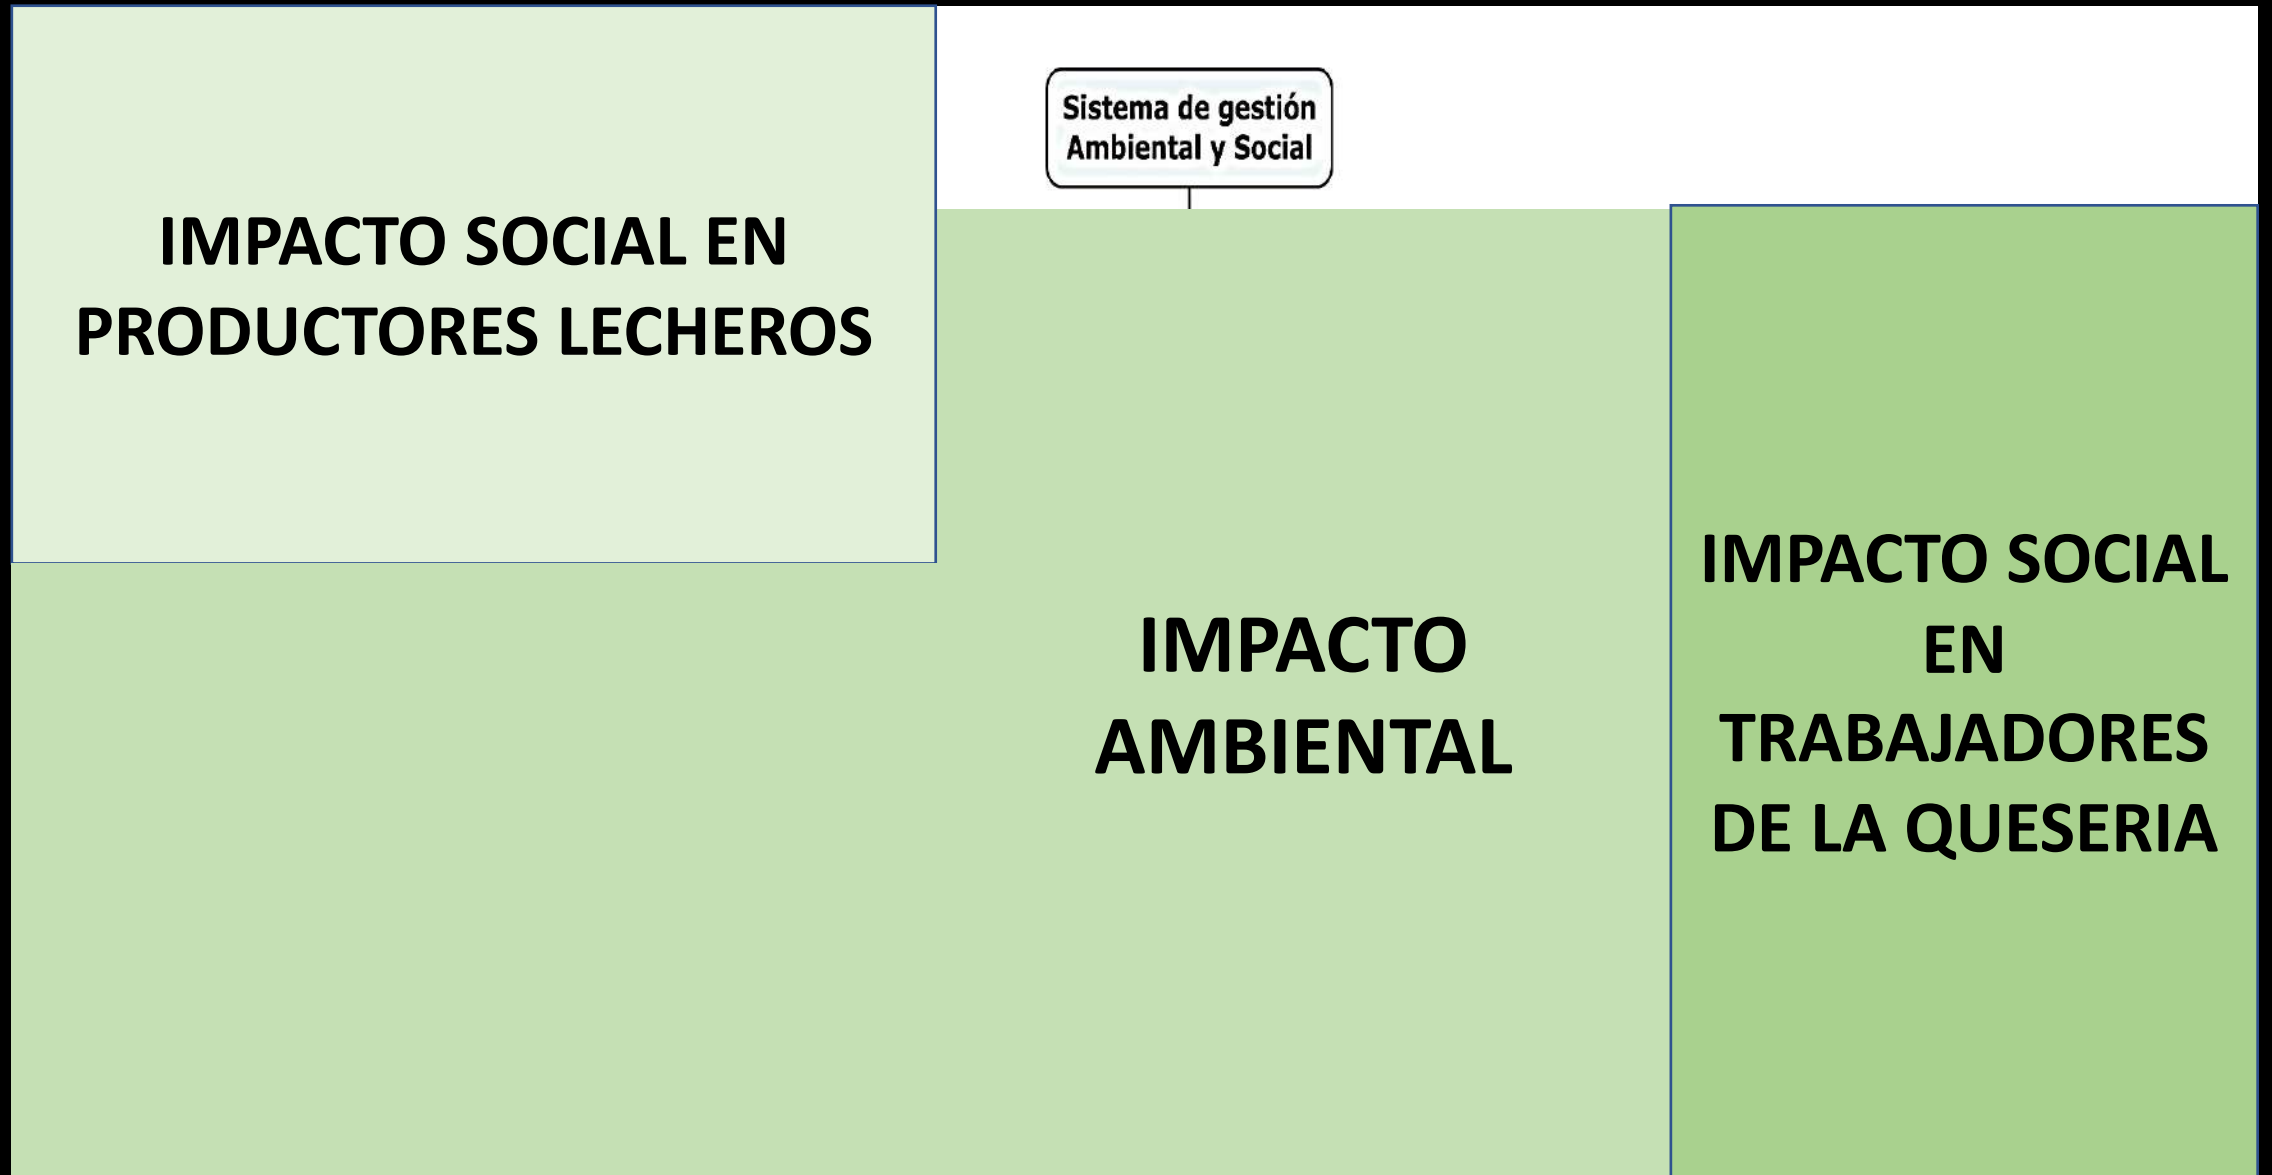 Sistema de gestión
Ambiental y Social
IMPACTO SOCIAL EN
PRODUCTORES LECHEROS
IMPACTO
AMBIENTAL
IMPACTO SOCIAL
EN
TRABAJADORES
DE LA QUESERIA